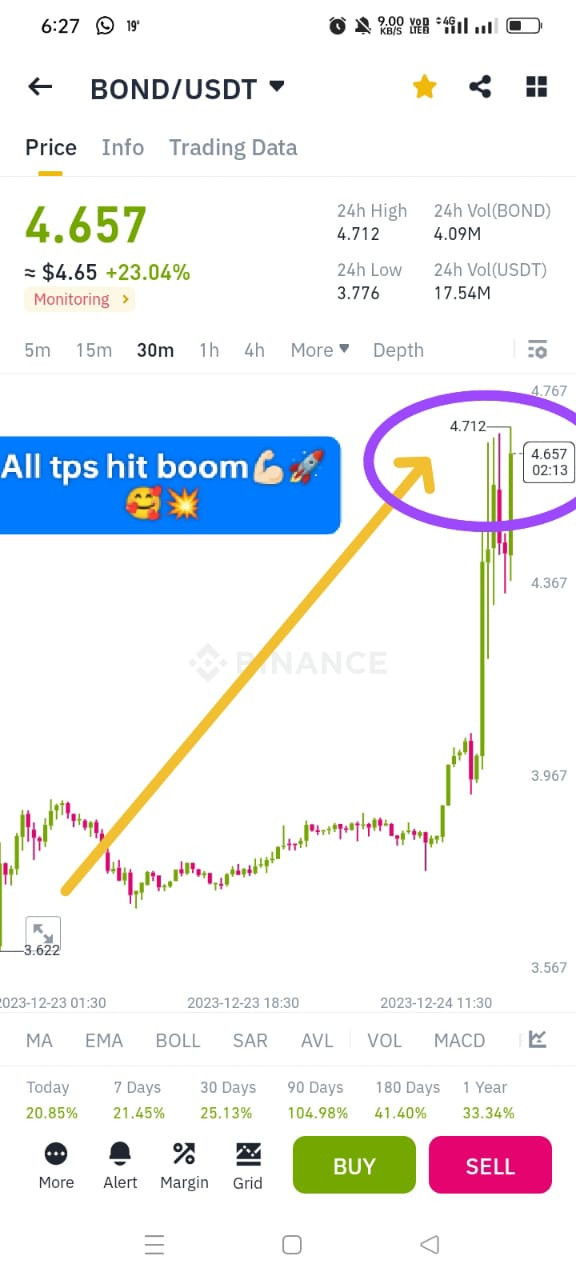 6:27 19°
9.00 KB/S Vo) LTE 4G
BOND/USDT
Price Info Trading Data
4.657
≈ $4.65 +23.04%
Monitoring
24h High 24h Vol(BOND)
4.712 4.09M
24h Low 24h Vol(USDT)
3.776 17.54M
5m 15m 30m 1h 4h More Depth
4.767
4.712
4.657
02:13
All tps hit boom💪🏻🚀
🥰💥
4.367
BINANCE
3.967
3.622
3.567
2023-12-23 01:30 2023-12-23 18:30 2023-12-24 11:30
MA EMA BOLL SAR AVL VOL MACD
Today 7 Days 30 Days 90 Days 180 Days 1 Year
20.85% 21.45% 25.13% 104.98% 41.40% 33.34%
More Alert Margin Grid BUY SELL